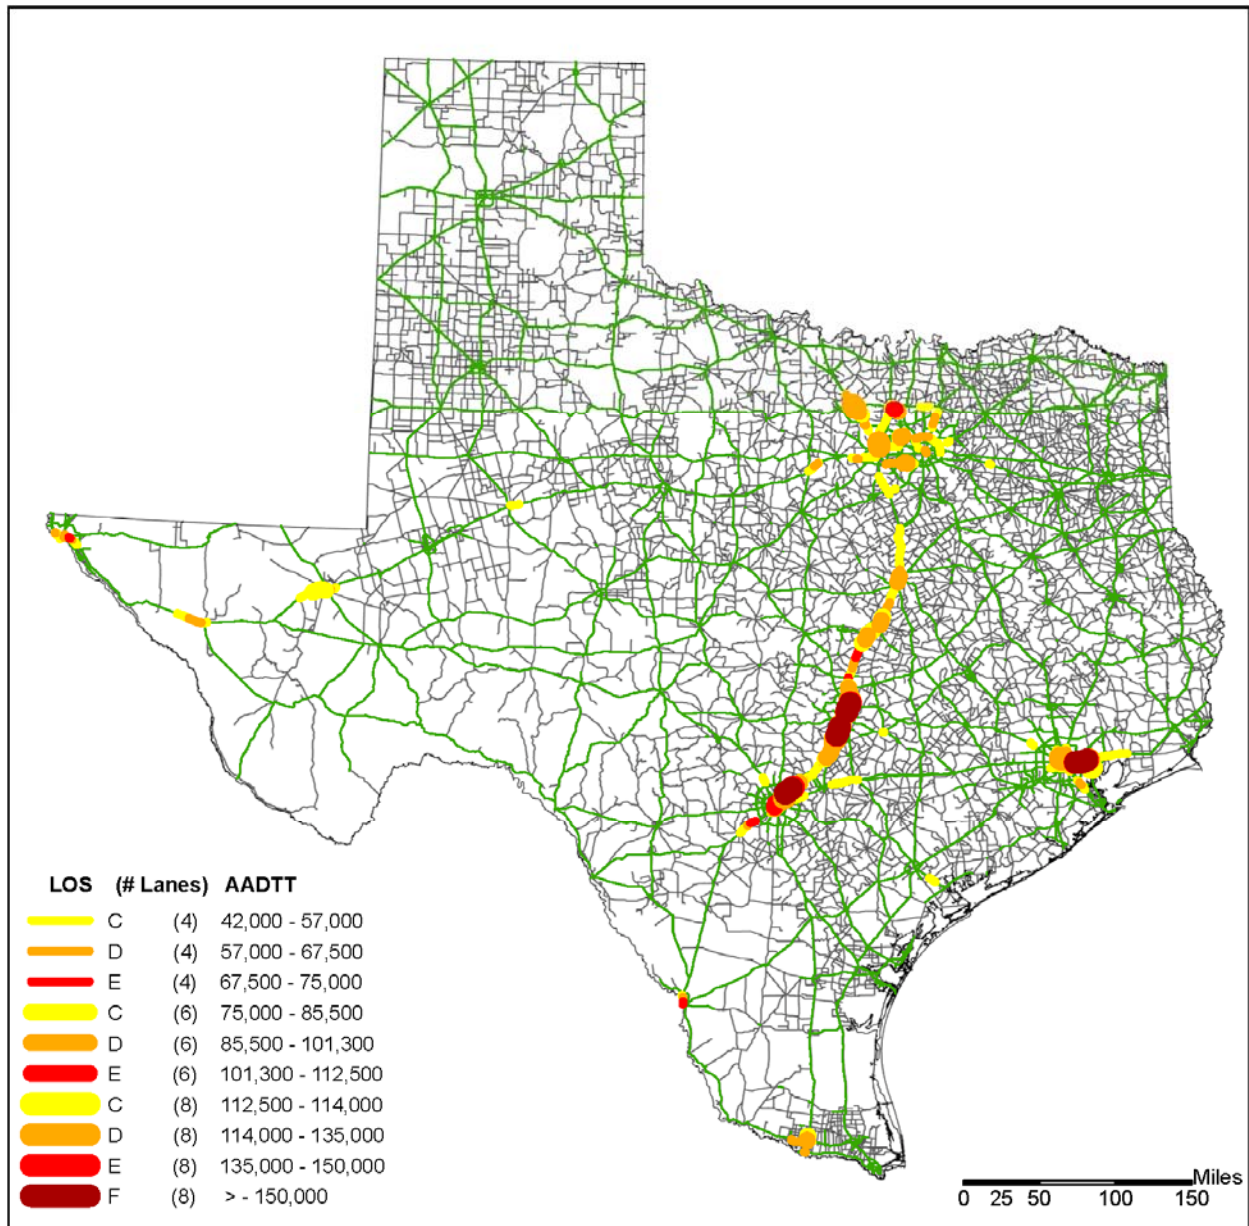 LOS (# Lanes) AADTT
C (4) 42,000 - 57,000
D (4) 57,000 - 67,500
E (4) 67,500 - 75,000
C (6) 75,000 - 85,500
D (6) 85,500 - 101,300
E (6) 101,300 - 112,500
C (8) 112,500 - 114,000
D (8) 114,000 - 135,000
E (8) 135,000 - 150,000
F (8) > - 150,000
Miles
0 25 50 100 150